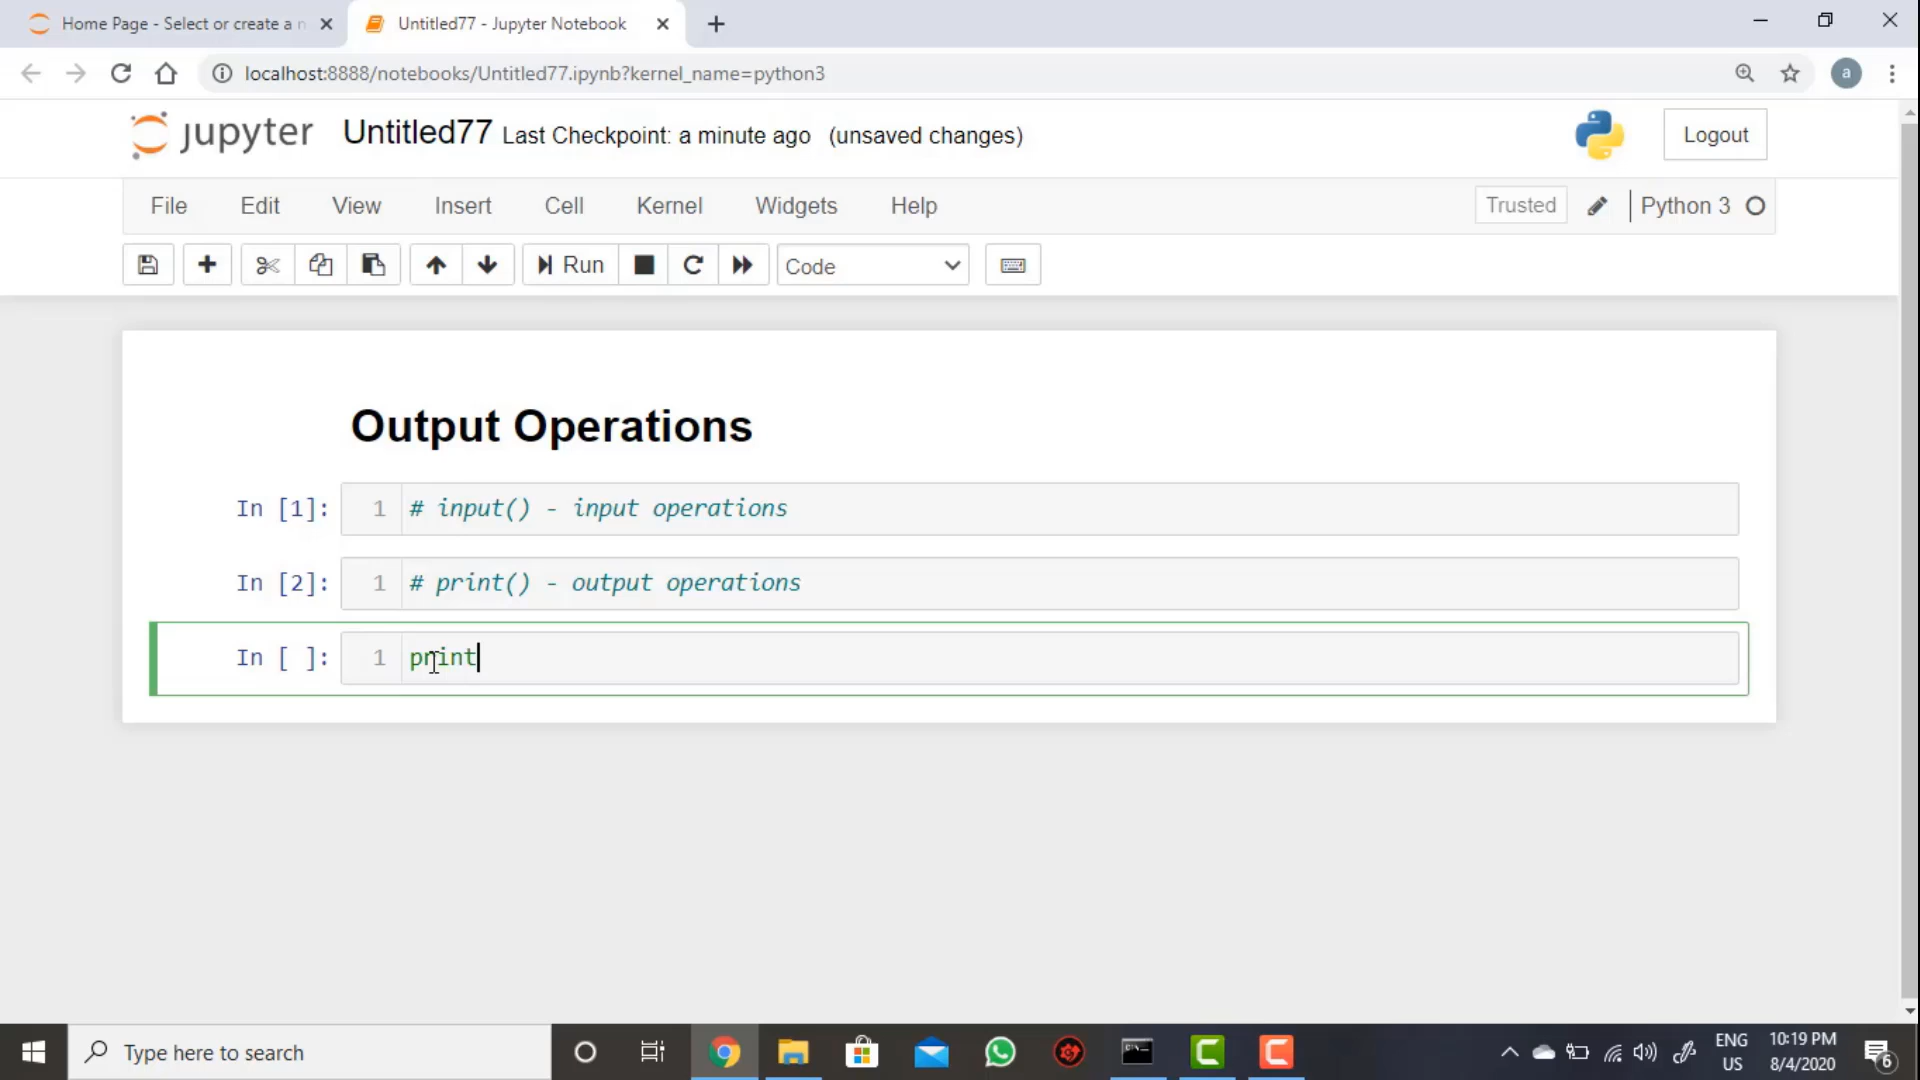 Home Page - Select or create a n
Untitled77 - Jupyter Notebook
localhost:8888/notebooks/Untitled77.ipynb?kernel_name=python3
a
jupyter Untitled77 Last Checkpoint: a minute ago (unsaved changes)
Logout
File Edit View Insert Cell Kernel Widgets Help
Trusted Python 3
Run Code
Output Operations
In [1]: 1 # input() - input operations
In [2]: 1 # print() - output operations
In [ ]: 1 print
Type here to search
ENG
US
10:19 PM
8/4/2020
6